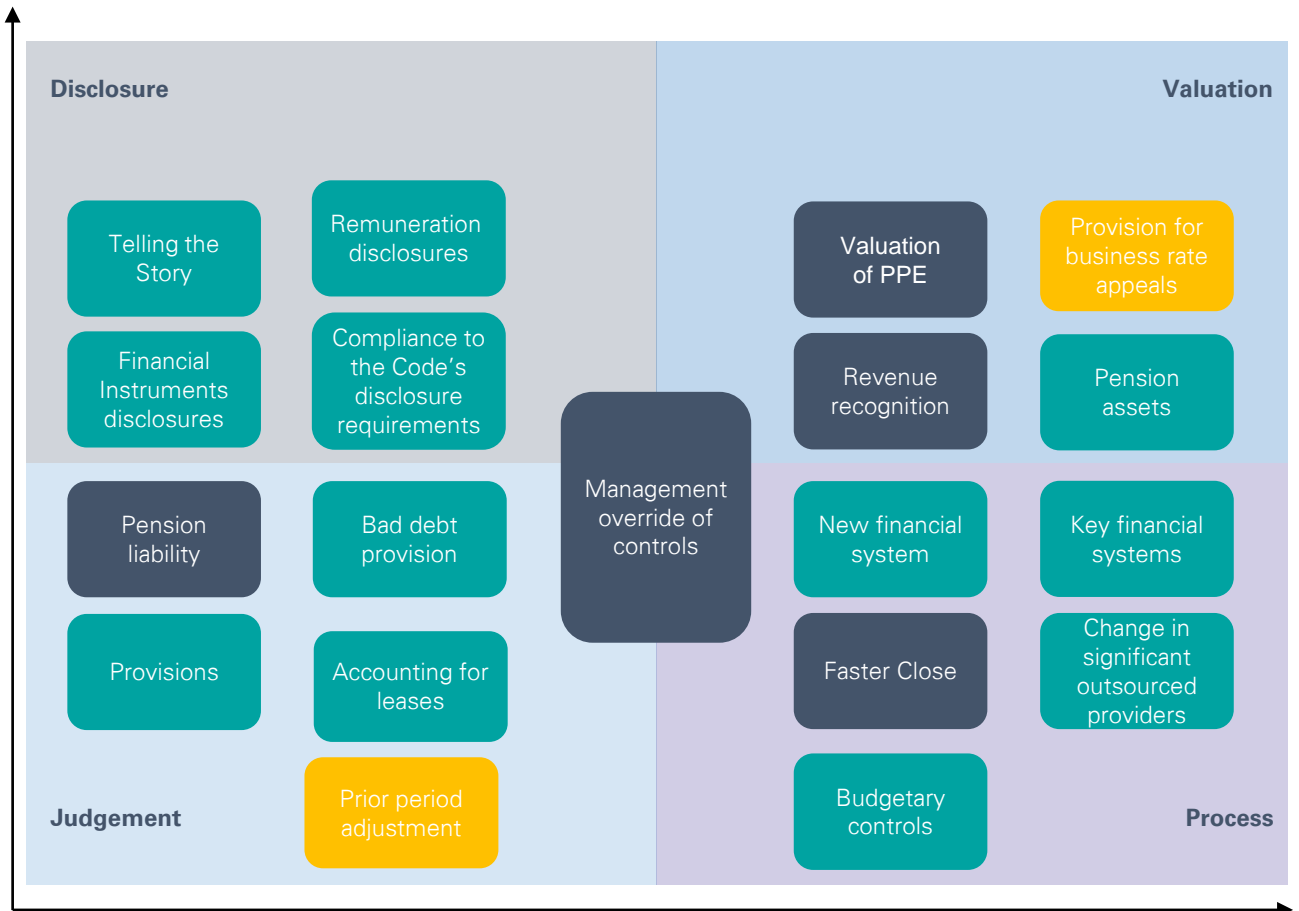 Disclosure
Valuation
Telling the
Story
Remuneration
disclosures
Financial
Instruments
disclosures
Compliance to
the Code's
disclosure
requirements
Valuation
of PPE
Provision for
business rate
appeals
Revenue
recognition
Pension
assets
Management
override of
controls
Pension
liability
Bad debt
provision
Provisions
Accounting for
leases
Prior period
adjustment
Judgement
New financial
system
Key financial
systems
Faster Close
Change in
significant
outsourced
providers
Budgetary
controls
Process